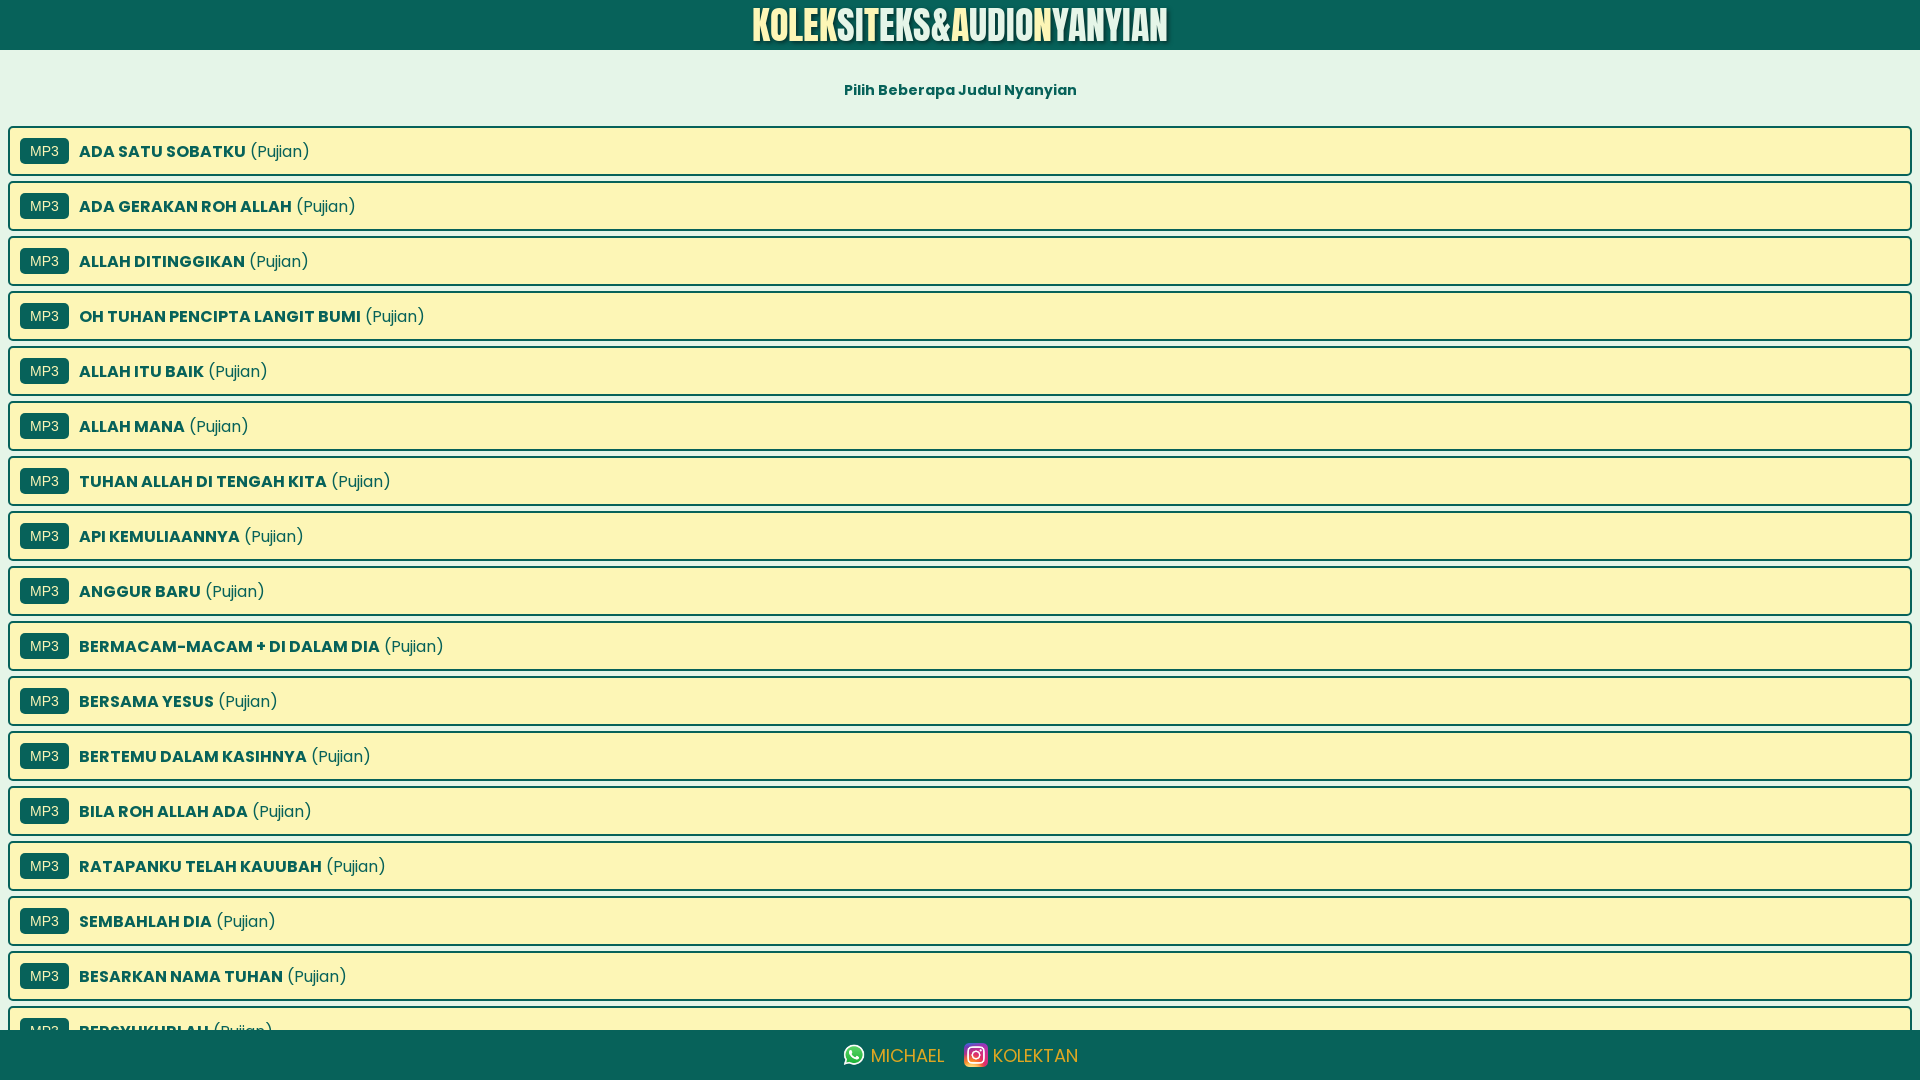 KOLEKSITEKS&AUDIONYANYIAN
Pilih Beberapa Judul Nyanyian
MP3 ADA SATU SOBATKU (Pujian)
MP3 ADA GERAKAN ROH ALLAH (Pujian)
MP3 ALLAH DITINGGIKAN (Pujian)
MP3 OH TUHAN PENCIPTA LANGIT BUMI (Pujian)
MP3 ALLAH ITU BAIK (Pujian)
MP3 ALLAH MANA (Pujian)
MP3 TUHAN ALLAH DI TENGAH KITA (Pujian)
MP3 API KEMULIAANNYA (Pujian)
MP3 ANGGUR BARU (Pujian)
MP3 BERMACAM-MACAM + DI DALAM DIA (Pujian)
MP3 BERSAMA YESUS (Pujian)
MP3 BERTEMU DALAM KASIHNYA (Pujian)
MP3 BILA ROH ALLAH ADA (Pujian)
MP3 RATAPANKU TELAH KAUUBAH (Pujian)
MP3 SEMBAHLAH DIA (Pujian)
MP3 BESARKAN NAMA TUHAN (Pujian)
MP3 BERSYUKURLAH (Pujian)
MICHAEL KOLEKTAN